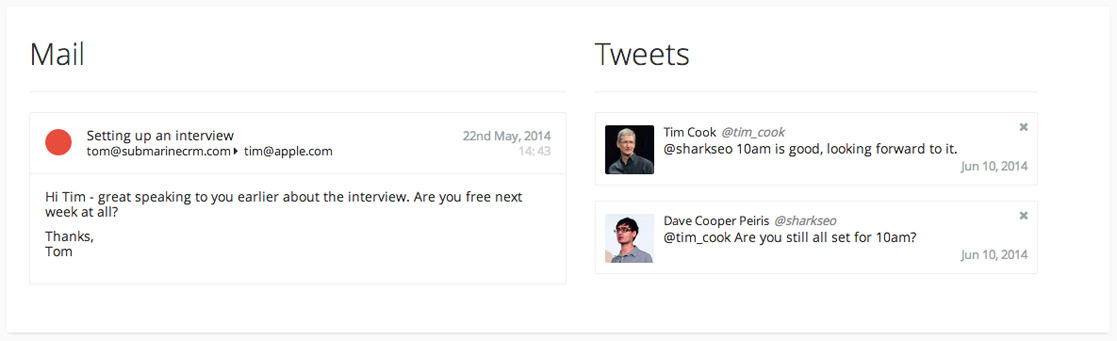 Mail
Setting up an interview
22nd May, 2014
tom@submarinecrm.com tim@apple.com
14:43
Hi Tim - great speaking to you earlier about the interview. Are you free next
week at all?
Thanks,
Tom
Tweets
Tim Cook @tim_cook
@sharkseo 10am is good, looking forward to it.
Jun 10, 2014
Dave Cooper Peiris @sharkseo
@tim_cook Are you still all set for 10am?
Jun 10, 2014